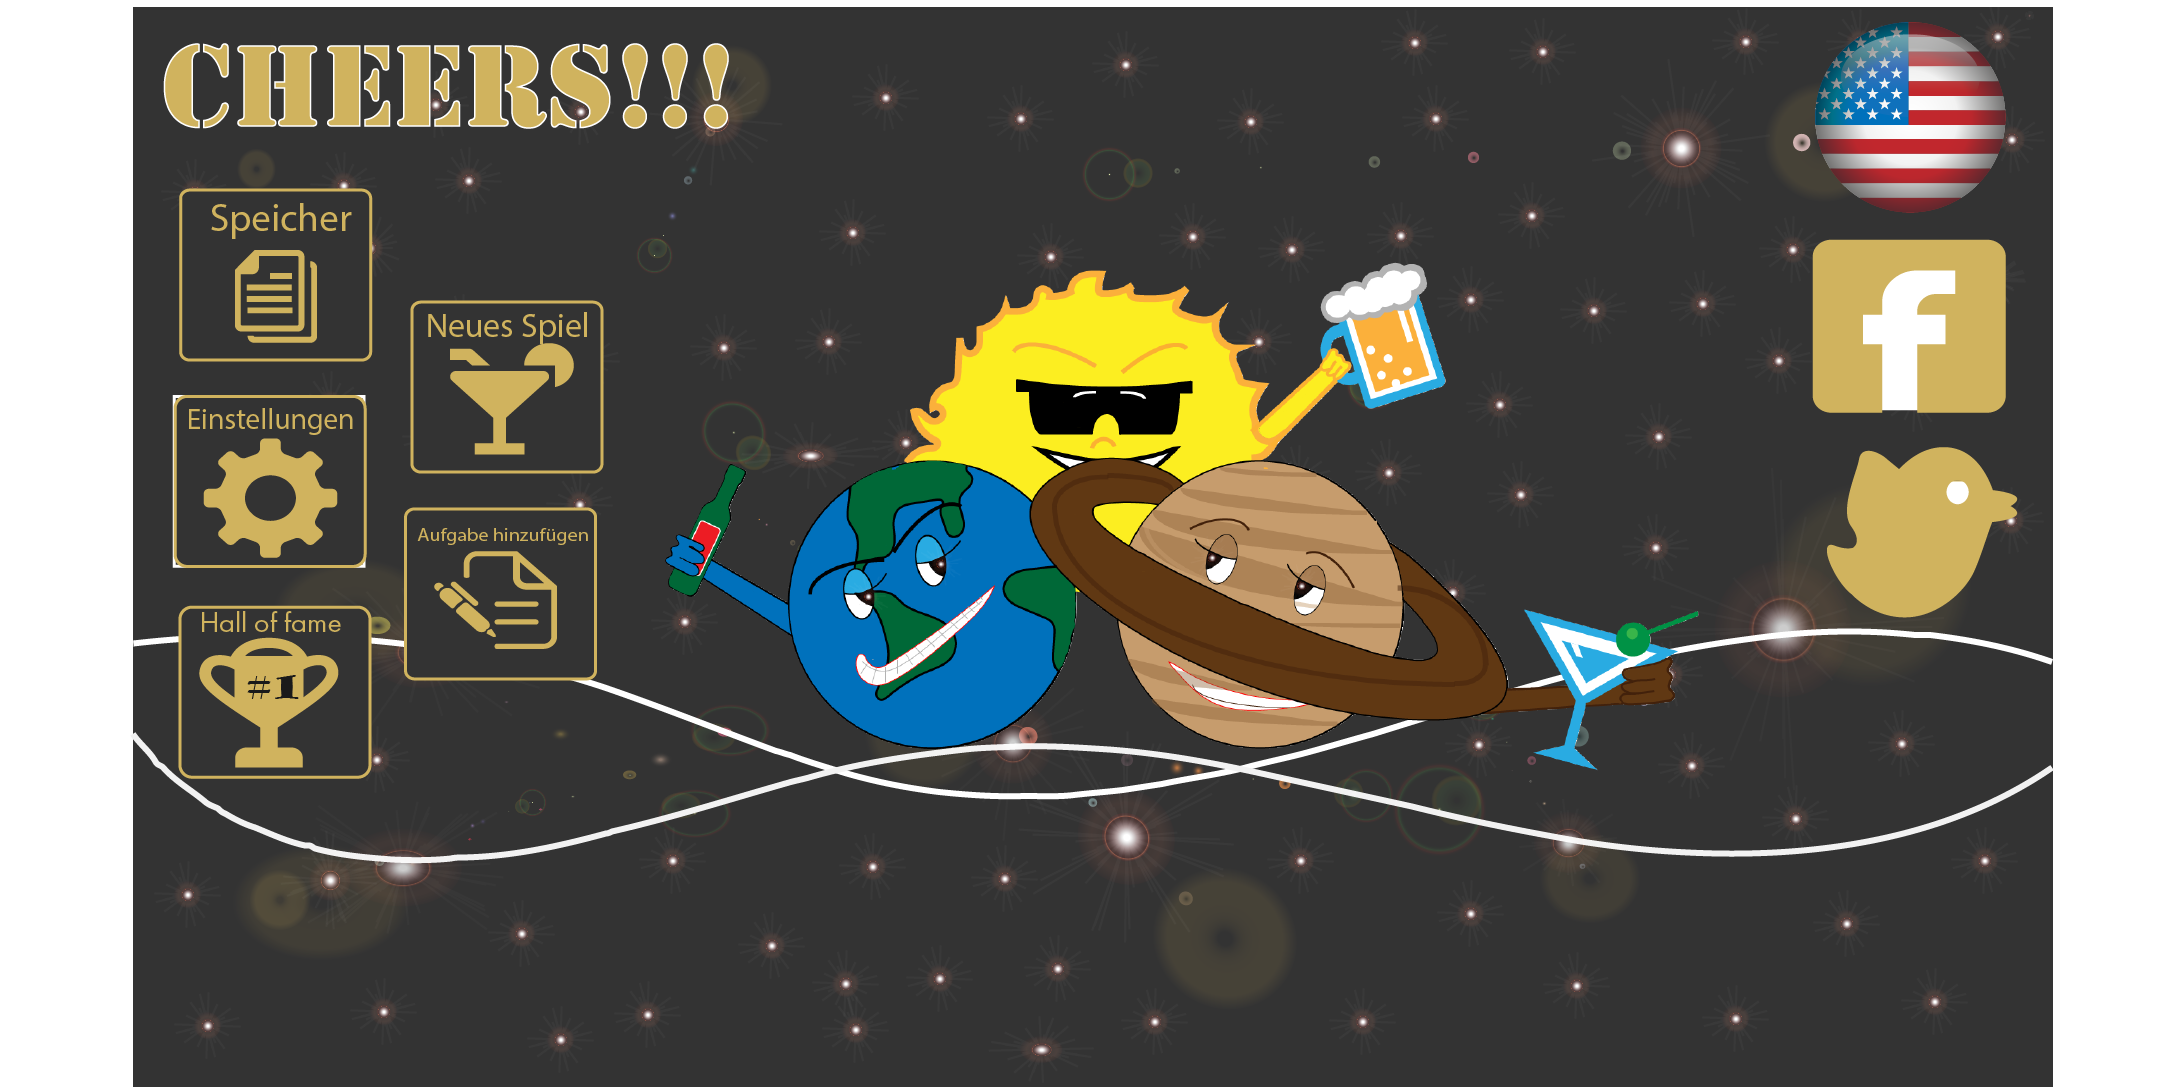 CHEERS!!!
Speicher
Neues Spiel
Einstellungen
Aufgabe hinzufügen
Hall of fame
#1
f